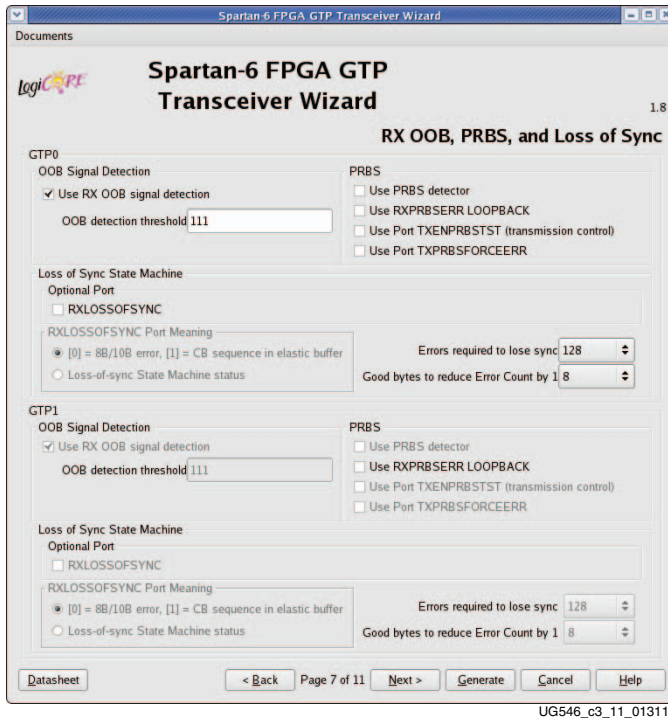 Spartan-6 FPGA GTP Transceiver Wizard
Documents
LogiCORE
Spartan-6 FPGA GTP
Transceiver Wizard
1.8
RX OOB, PRBS, and Loss of Sync
GTP0
OOB Signal Detection
Use RX OOB signal detection
OOB detection threshold 111
PRBS
Use PRBS detector
Use RXPRBSERR LOOPBACK
Use Port TXENPRBSTST (transmission control)
Use Port TXPRBSFORCEERR
Loss of Sync State Machine
Optional Port
RXLOSSOFSYNC
RXLOSSOFSYNC Port Meaning
[0] = 8B/10B error, [1] = CB sequence in elastic buffer
Loss-of-sync State Machine status
Errors required to lose sync 128
Good bytes to reduce Error Count by 1 8
GTP1
OOB Signal Detection
Use RX OOB signal detection
OOB detection threshold 111
PRBS
Use PRBS detector
Use RXPRBSERR LOOPBACK
Use Port TXENPRBSTST (transmission control)
Use Port TXPRBSFORCEERR
Loss of Sync State Machine
Optional Port
RXLOSSOFSYNC
RXLOSSOFSYNC Port Meaning
[0] = 8B/10B error, [1] = CB sequence in elastic buffer
Loss-of-sync State Machine status
Errors required to lose sync 128
Good bytes to reduce Error Count by 1 8
Datasheet < Back Page 7 of 11 Next > Generate Cancel Help
UG546_c3_11_01311